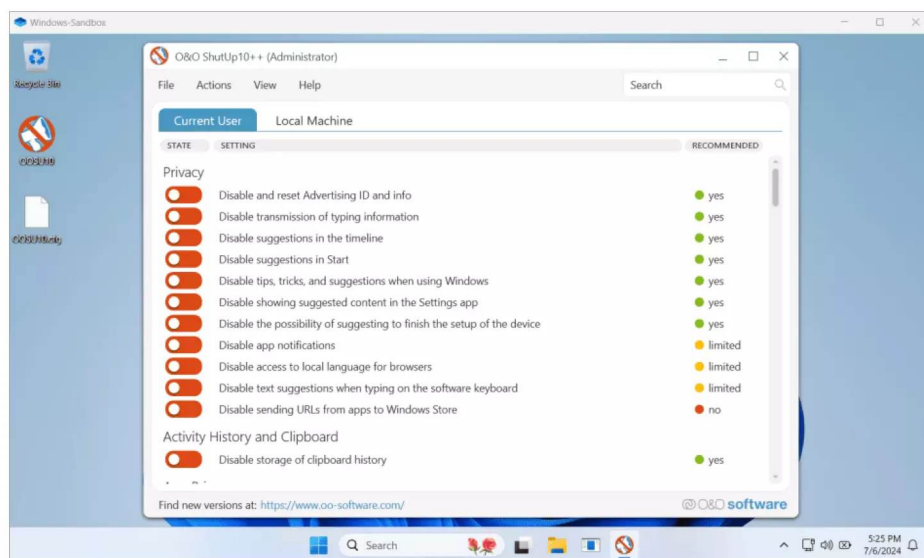 Windows-Sandbox
Recycle Bin
OOSU10
OOSU10.cfg
O&O ShutUp10++ (Administrator)
File Actions View Help Search
Current User Local Machine
STATE SETTING RECOMMENDED
Privacy
Disable and reset Advertising ID and info yes
Disable transmission of typing information yes
Disable suggestions in the timeline yes
Disable suggestions in Start yes
Disable tips, tricks, and suggestions when using Windows yes
Disable showing suggested content in the Settings app yes
Disable the possibility of suggesting to finish the setup of the device yes
Disable app notifications limited
Disable access to local language for browsers limited
Disable text suggestions when typing on the software keyboard limited
Disable sending URLs from apps to Windows Store no
Activity History and Clipboard
Disable storage of clipboard history yes
Find new versions at: https://www.oo-software.com/ O&O software
Search
5:25 PM
7/6/2024